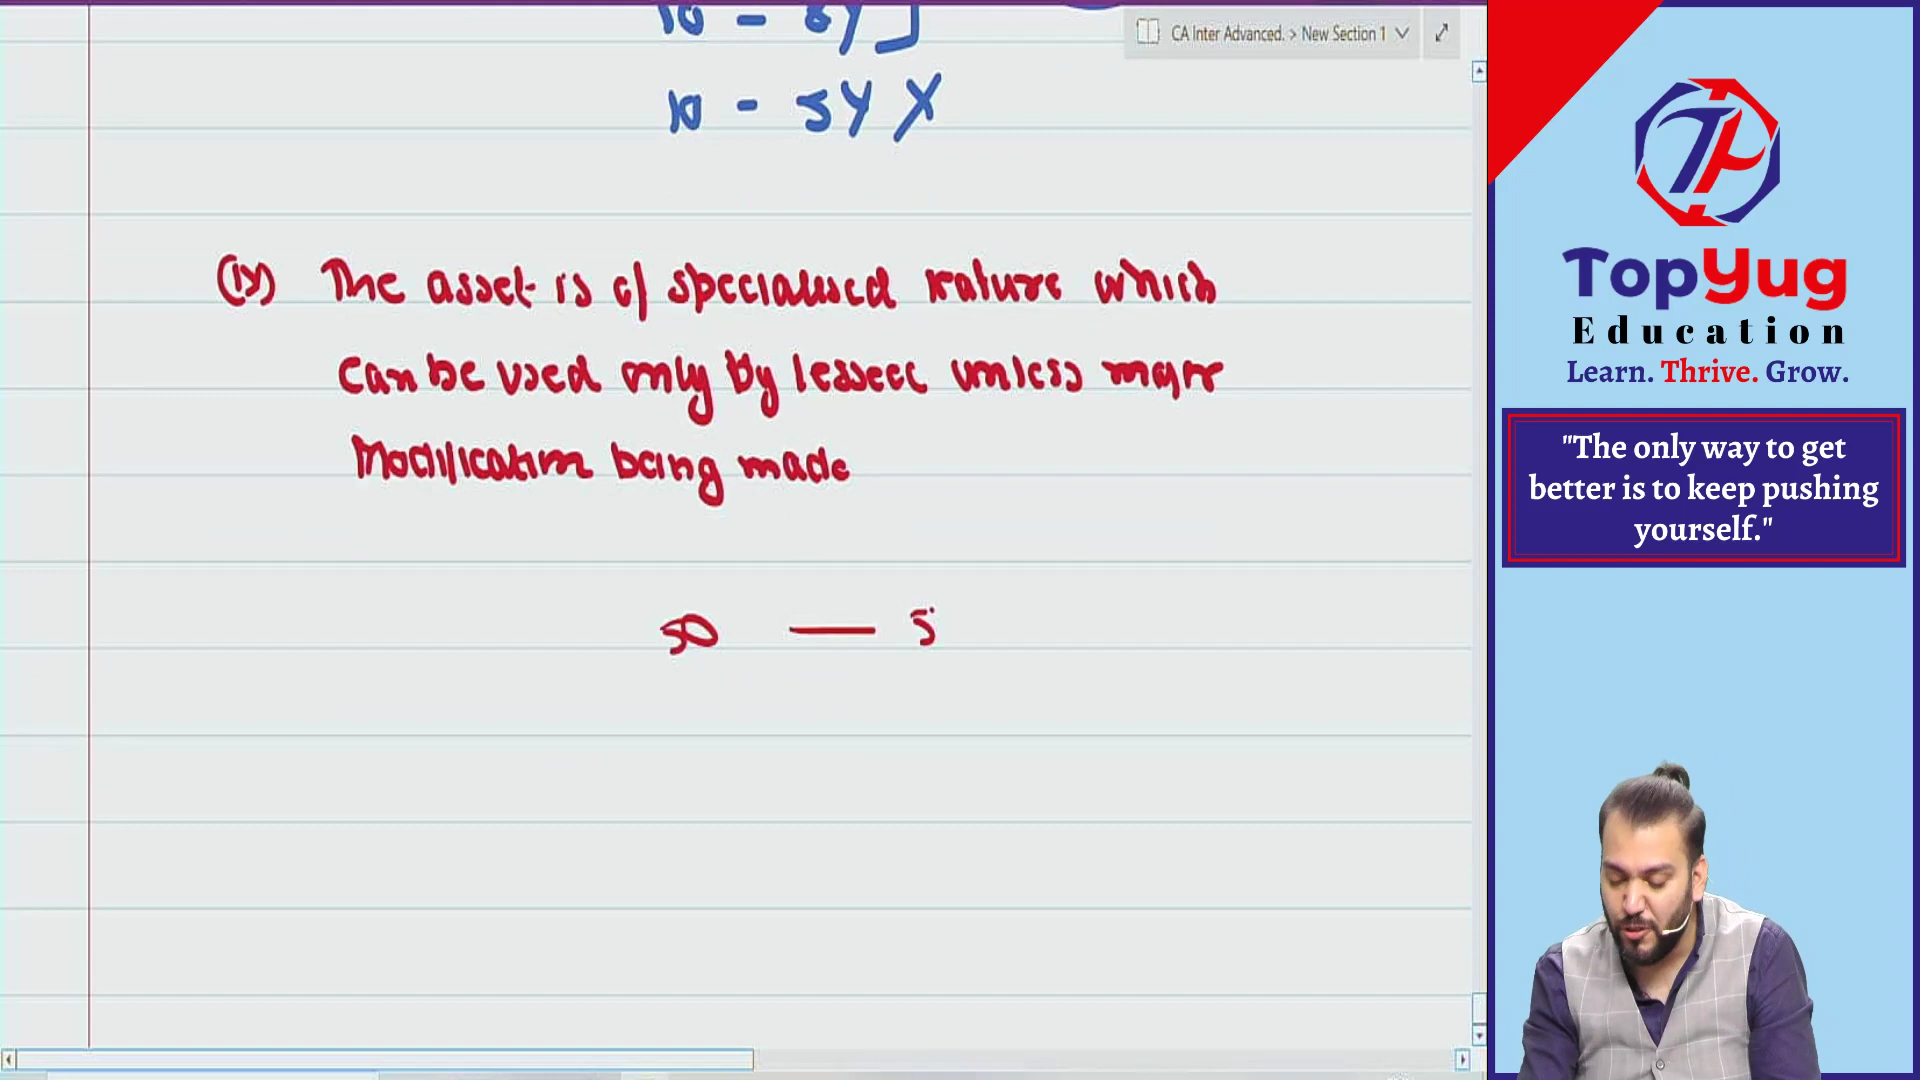 10 - 8Y
10 - 5Y X
CA Inter Advanced. > New Section 1
(iv) The asset is of specialised nature which
can be used only by lessee unless major
Modification being made
50 — 5
TopYug
Education
Learn. Thrive. Grow.
"The only way to get
better is to keep pushing
yourself."